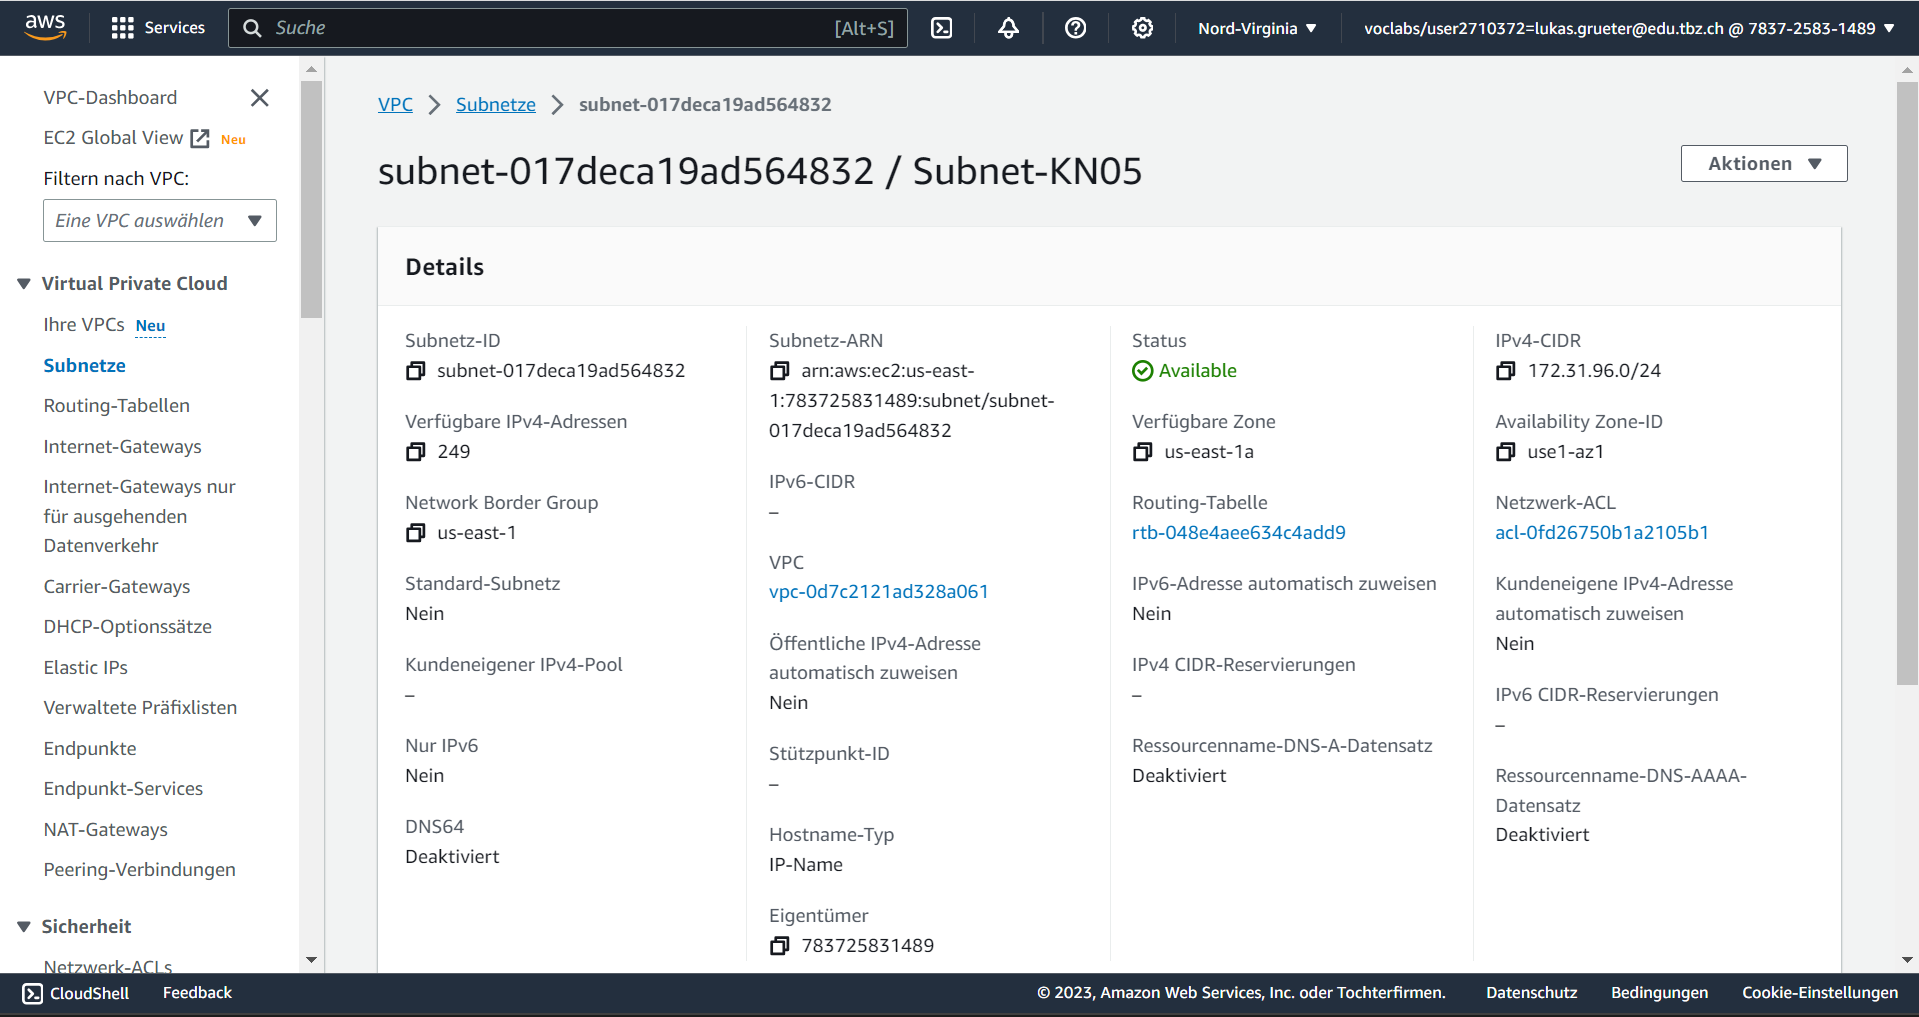 aws
Services
Suche
[Alt+S]
Nord-Virginia
voclabs/user2710372=lukas.grueter@edu.tbz.ch @ 7837-2583-1489
VPC-Dashboard
EC2 Global View Neu
Filtern nach VPC:
Eine VPC auswählen
Virtual Private Cloud
Ihre VPCs Neu
Subnetze
Routing-Tabellen
Internet-Gateways
Internet-Gateways nur
für ausgehenden
Datenverkehr
Carrier-Gateways
DHCP-Optionssätze
Elastic IPs
Verwaltete Präfixlisten
Endpunkte
Endpunkt-Services
NAT-Gateways
Peering-Verbindungen
Sicherheit
Netzwerk-ACLs
VPC
Subnetze
subnet-017deca19ad564832
subnet-017deca19ad564832 / Subnet-KN05
Aktionen
Details
Subnetz-ID
subnet-017deca19ad564832
Verfügbare IPv4-Adressen
249
Network Border Group
us-east-1
Standard-Subnetz
Nein
Kundeneigener IPv4-Pool
–
Nur IPv6
Nein
DNS64
Deaktiviert
Subnetz-ARN
arn:aws:ec2:us-east-
1:783725831489:subnet/subnet-
017deca19ad564832
IPv6-CIDR
–
VPC
vpc-0d7c2121ad328a061
Öffentliche IPv4-Adresse
automatisch zuweisen
Nein
Stützpunkt-ID
–
Hostname-Typ
IP-Name
Eigentümer
783725831489
Status
Available
Verfügbare Zone
us-east-1a
Routing-Tabelle
rtb-048e4aee634c4add9
IPv6-Adresse automatisch zuweisen
Nein
IPv4 CIDR-Reservierungen
–
Ressourcenname-DNS-A-Datensatz
Deaktiviert
IPv4-CIDR
172.31.96.0/24
Availability Zone-ID
use1-az1
Netzwerk-ACL
acl-0fd26750b1a2105b1
Kundeneigene IPv4-Adresse
automatisch zuweisen
Nein
IPv6 CIDR-Reservierungen
–
Ressourcenname-DNS-AAAA-
Datensatz
Deaktiviert
CloudShell
Feedback
© 2023, Amazon Web Services, Inc. oder Tochterfirmen.
Datenschutz
Bedingungen
Cookie-Einstellungen